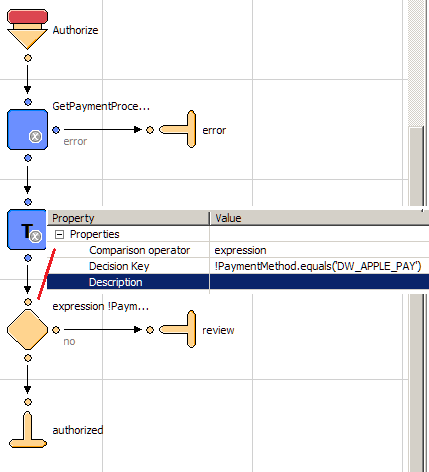 Authorize
GetPaymentProce...
error
error
T
Property Value
Properties
Comparison operator expression
Decision Key !PaymentMethod.equals('DW_APPLE_PAY')
Description
expression !Paym...
no
review
authorized